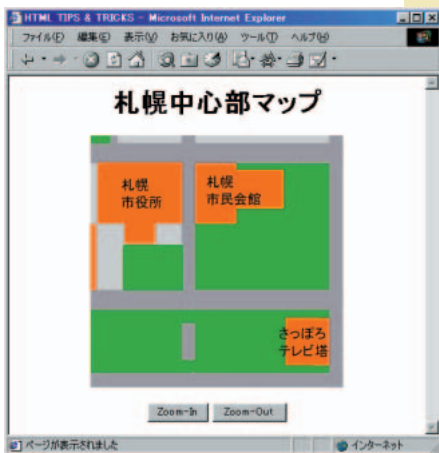 HTML TIPS & TRICKS - Microsoft Internet Explorer
ファイル(F) 編集(E) 表示(V) お気に入り(A) ツール(T) ヘルプ(H)
札幌中心部マップ
札幌
市役所
札幌
市民会館
さっぽろ
テレビ塔
Zoom-In Zoom-Out
ページが表示されました インターネット